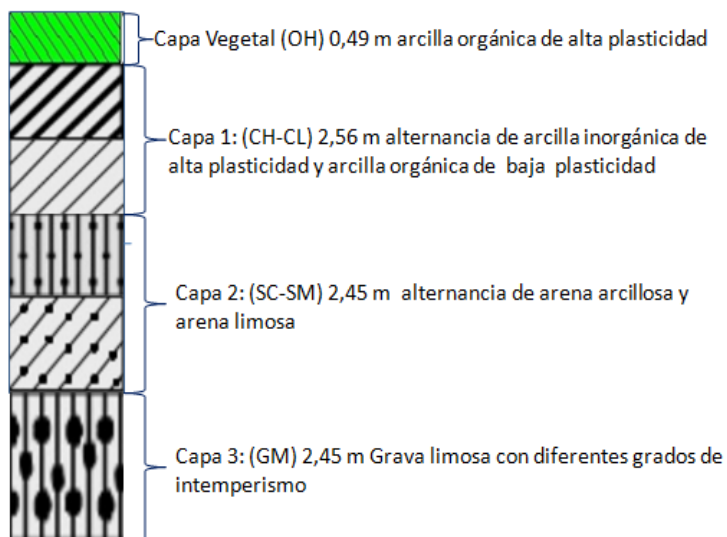 Capa Vegetal (OH) 0,49 m arcilla orgánica de alta plasticidad
Capa 1: (CH-CL) 2,56 m alternancia de arcilla inorgánica de
alta plasticidad y arcilla orgánica de baja plasticidad
Capa 2: (SC-SM) 2,45 m alternancia de arena arcillosa y
arena limosa
Capa 3: (GM) 2,45 m Grava limosa con diferentes grados de
intemperismo